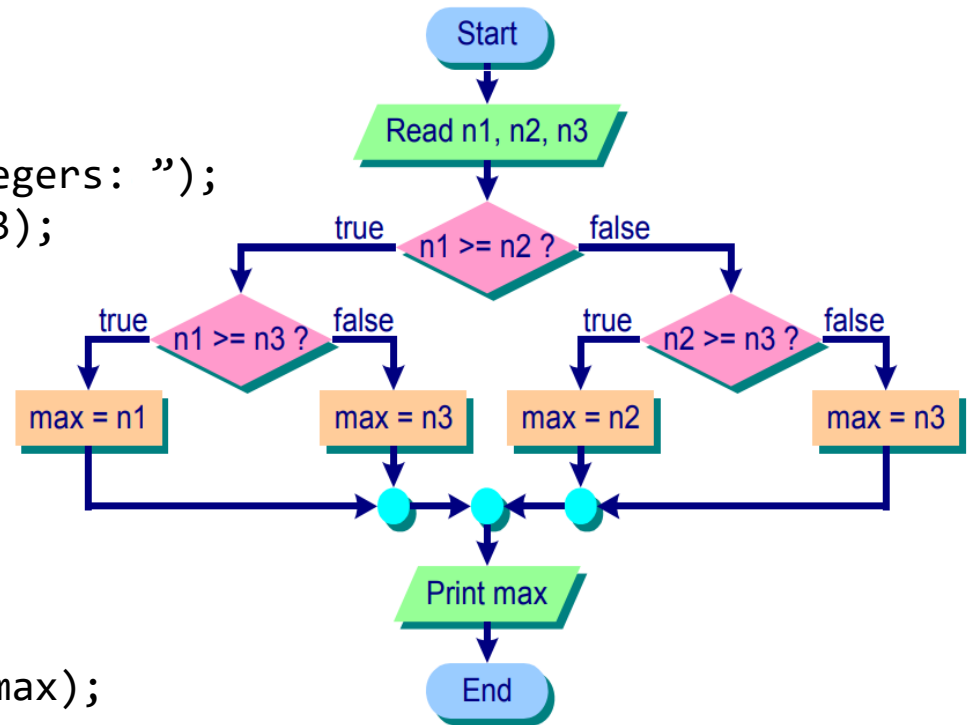 Start
Read n1, n2, n3
egers: ”);
3);
true
n1 >= n2 ?
false
true
n1 >= n3 ?
false
true
n2 >= n3 ?
false
max = n1
max = n3
max = n2
max = n3
Print max
max);
End